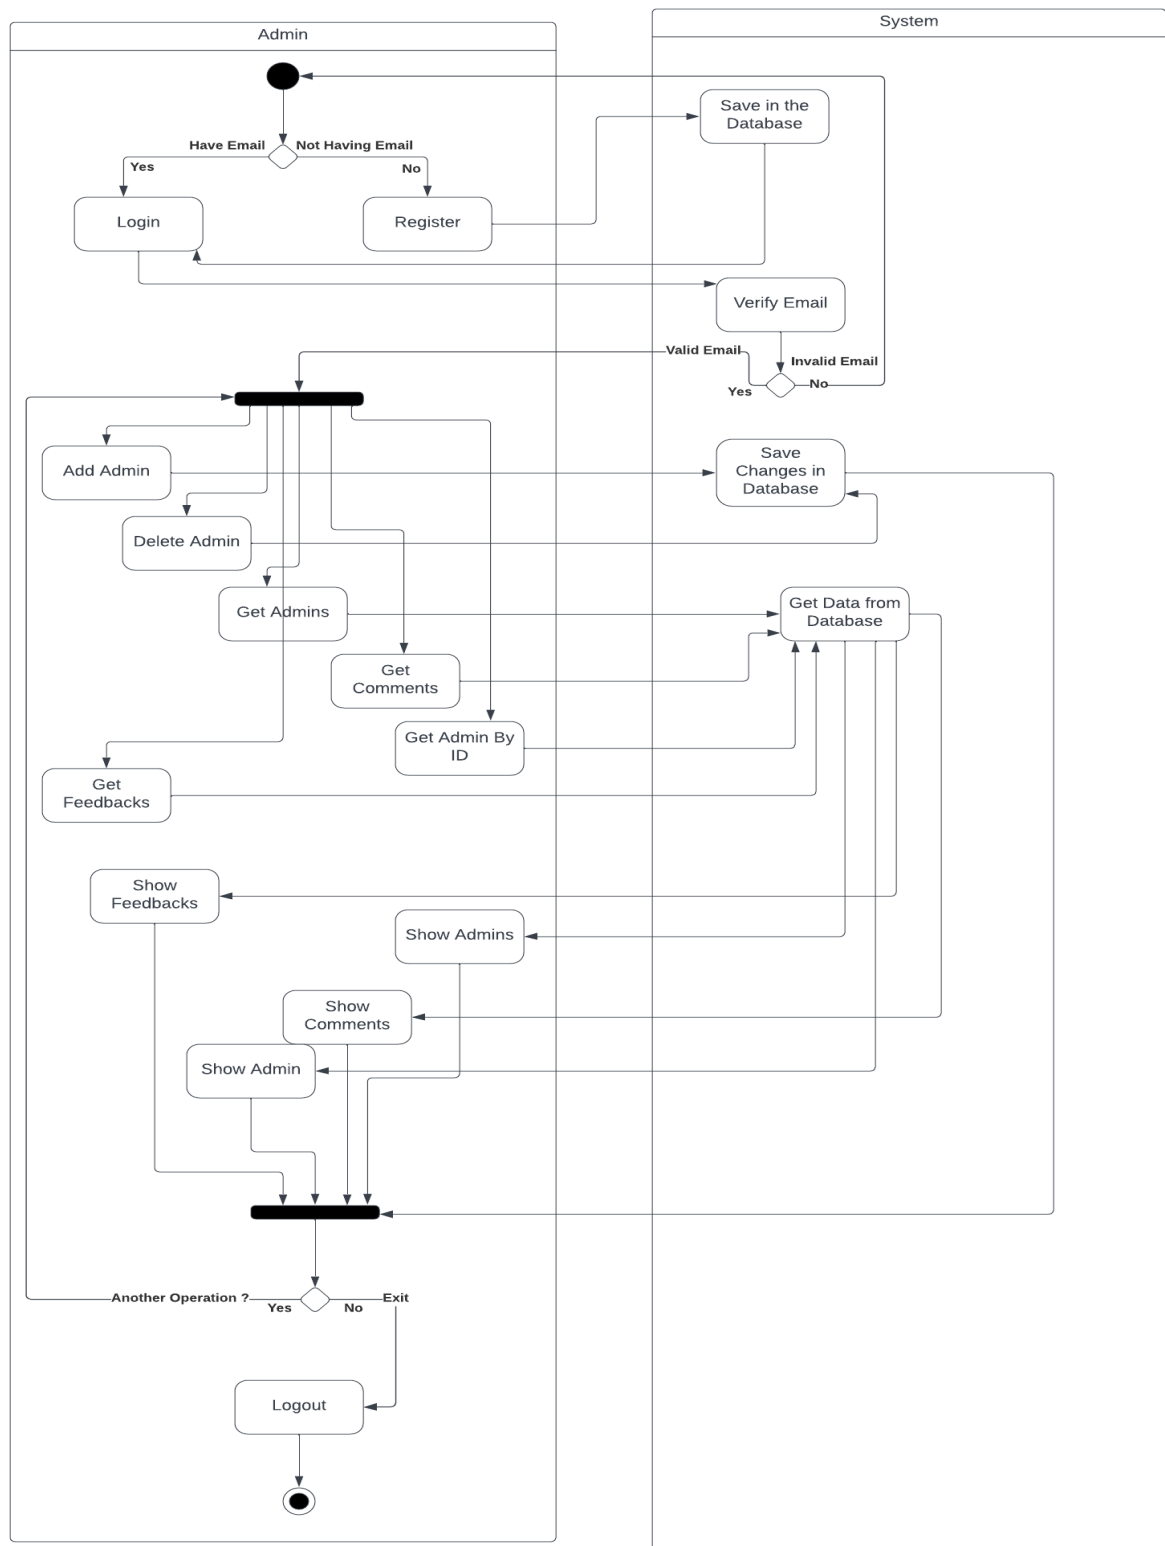 Admin
System
Save in the
Database
Have Email
Not Having Email
Yes
No
Login
Register
Verify Email
Valid Email
Invalid Email
Yes
No
Add Admin
Save
Changes in
Database
Delete Admin
Get Admins
Get Data from
Database
Get
Comments
Get Admin By
ID
Get
Feedbacks
Show
Feedbacks
Show Admins
Show
Comments
Show Admin
Another Operation ?
Yes
No
Exit
Logout